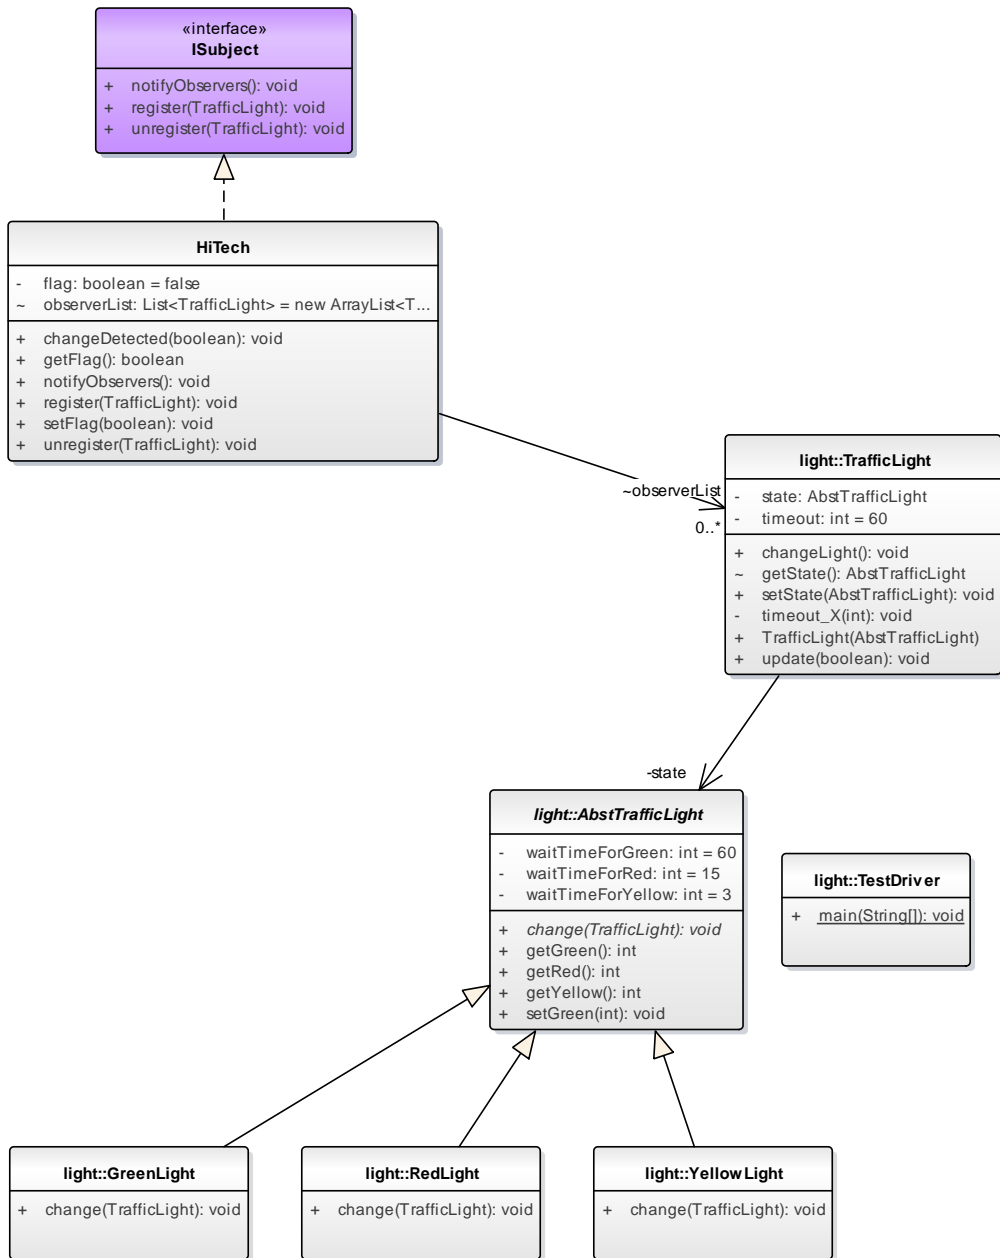 «interface»
ISubject
+ notifyObservers(): void
+ register(TrafficLight): void
+ unregister(TrafficLight): void
HiTech
- flag: boolean = false
~ observerList: List<TrafficLight> = new ArrayList<T...
+ changeDetected(boolean): void
+ getFlag(): boolean
+ notifyObservers(): void
+ register(TrafficLight): void
+ setFlag(boolean): void
+ unregister(TrafficLight): void
~observerList
0..*
light::TrafficLight
- state: AbstTrafficLight
- timeout: int = 60
+ changeLight(): void
~ getState(): AbstTrafficLight
+ setState(AbstTrafficLight): void
- timeout_X(int): void
+ TrafficLight(AbstTrafficLight)
+ update(boolean): void
-state
light::AbstTrafficLight
- waitTimeForGreen: int = 60
- waitTimeForRed: int = 15
- waitTimeForYellow: int = 3
+ change(TrafficLight): void
+ getGreen(): int
+ getRed(): int
+ getYellow(): int
+ setGreen(int): void
light::TestDriver
+ main(String[]): void
light::GreenLight
+ change(TrafficLight): void
light::RedLight
+ change(TrafficLight): void
light::YellowLight
+ change(TrafficLight): void